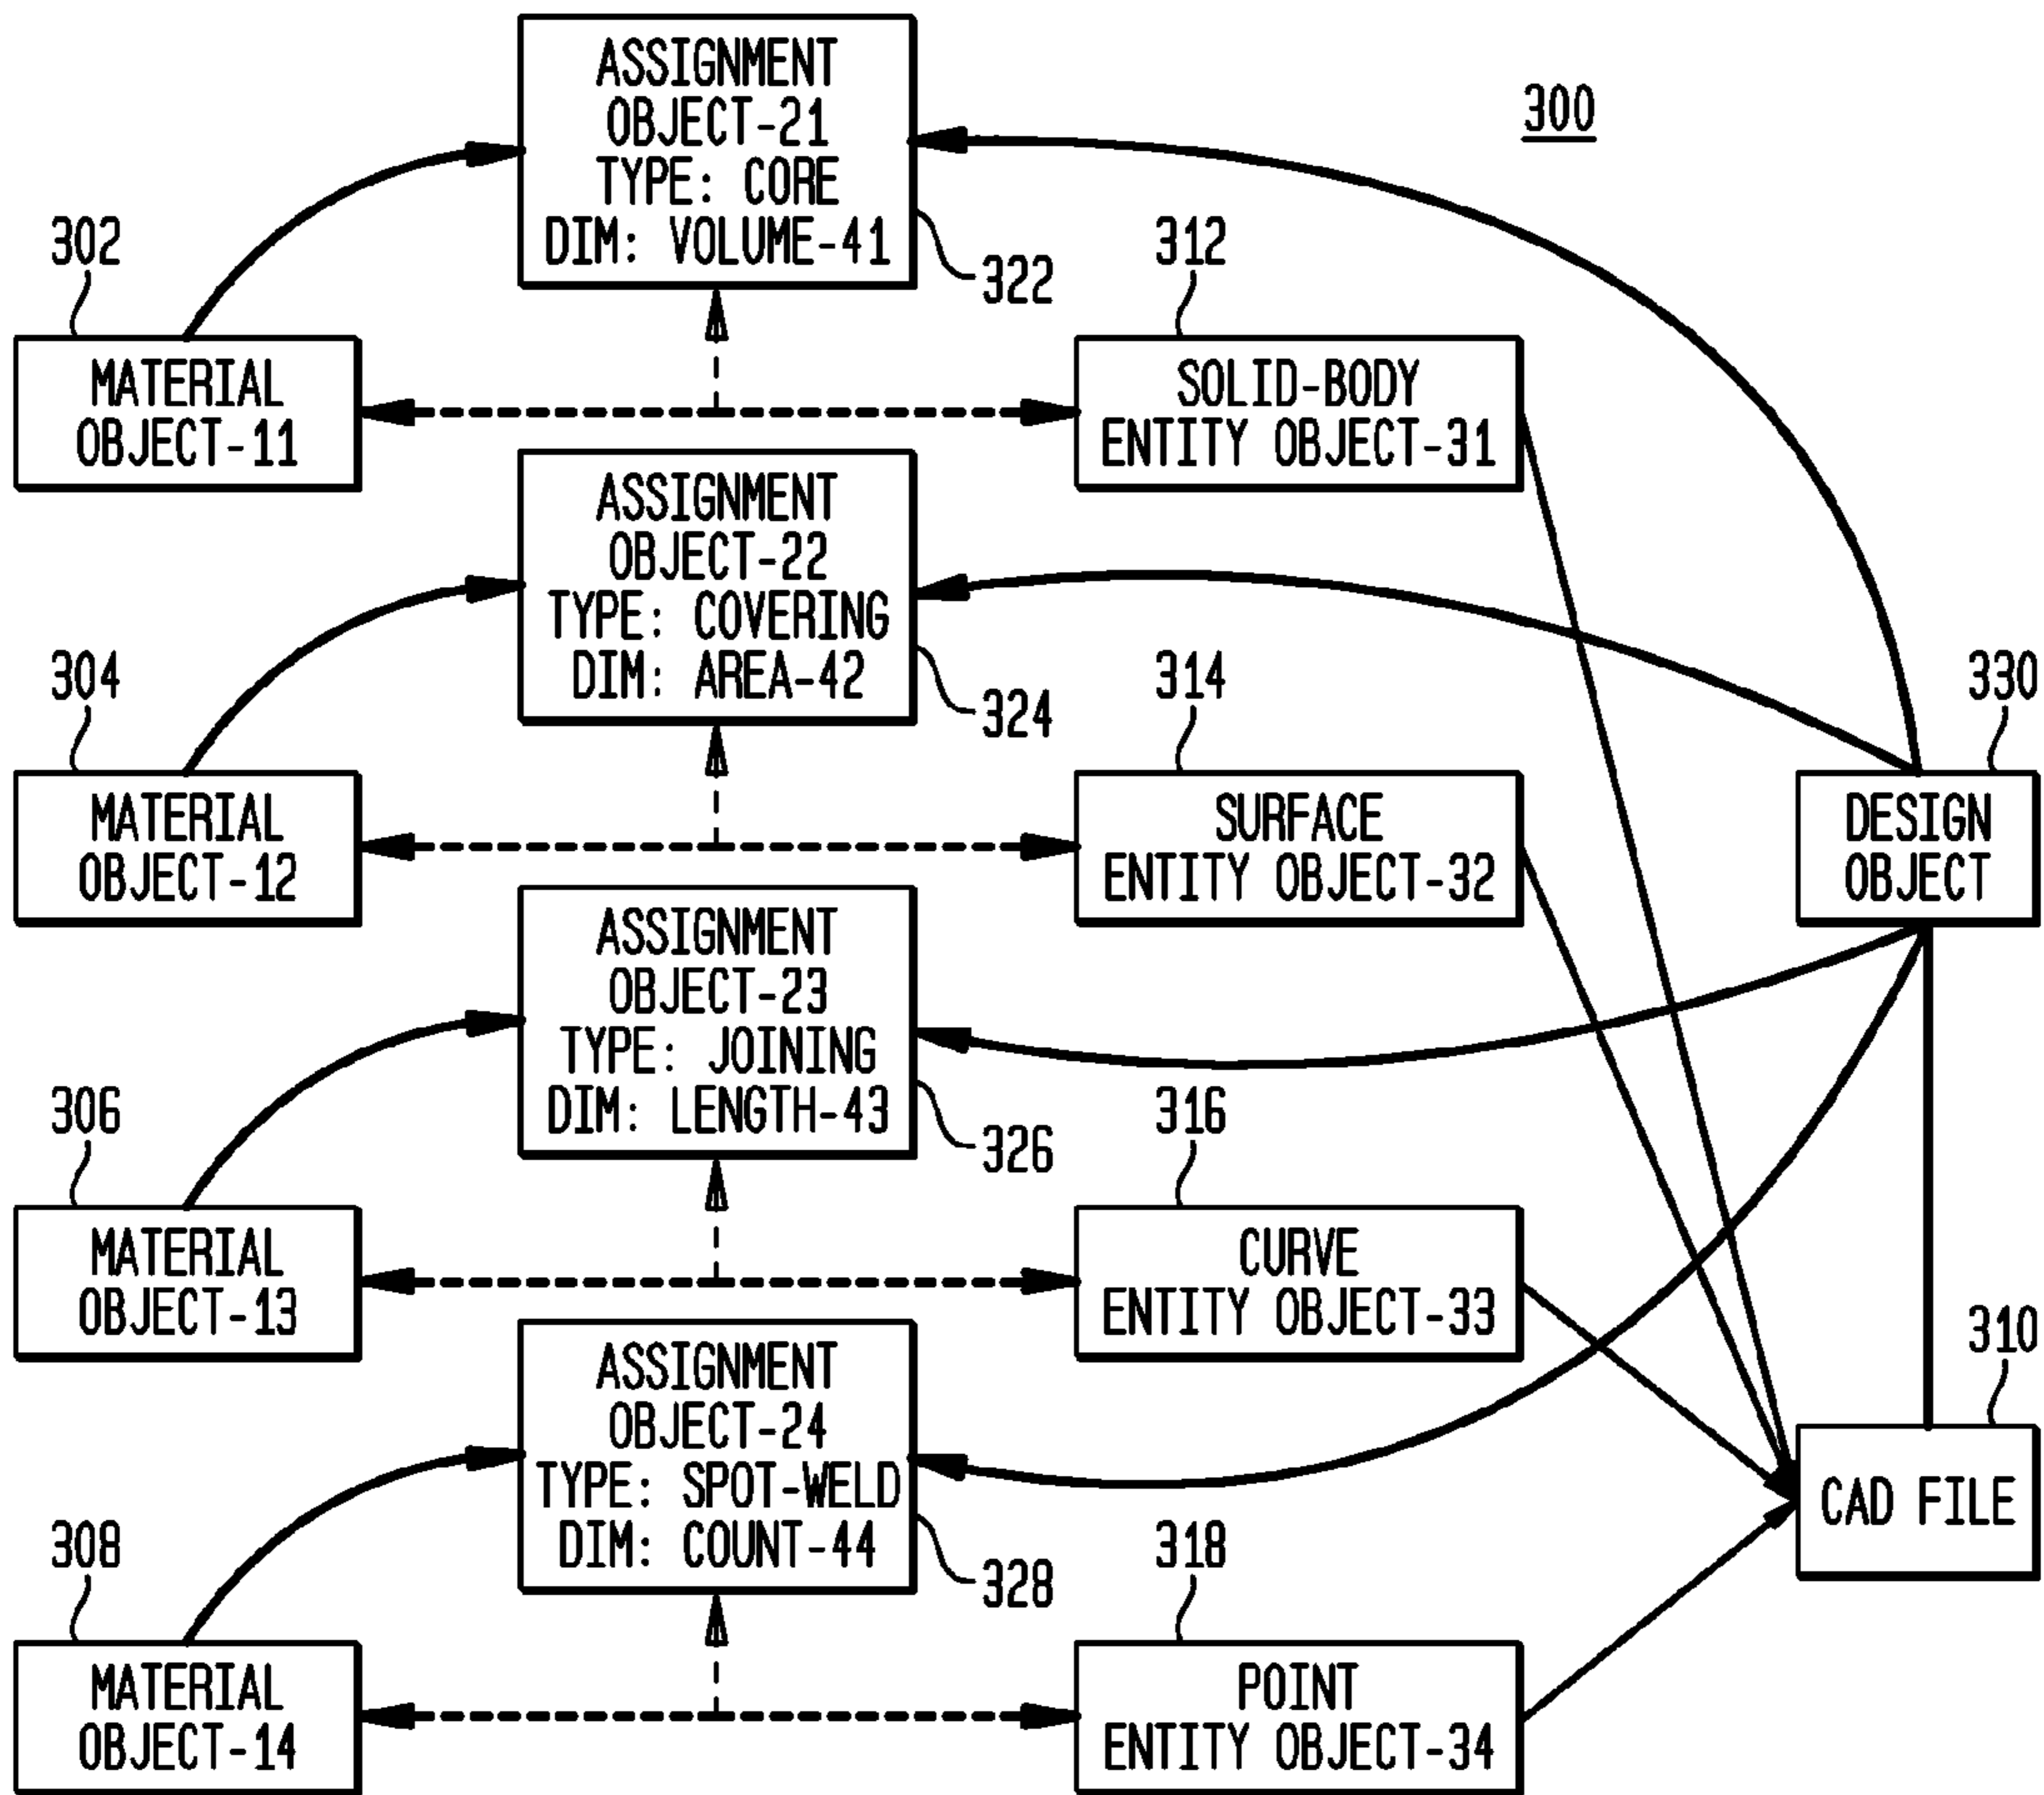 300
ASSIGNMENT
OBJECT-21
TYPE: CORE
DIM: VOLUME-41
322
302
MATERIAL
OBJECT-11
312
SOLID-BODY
ENTITY OBJECT-31
ASSIGNMENT
OBJECT-22
TYPE: COVERING
DIM: AREA-42
324
304
MATERIAL
OBJECT-12
314
SURFACE
ENTITY OBJECT-32
330
DESIGN
OBJECT
ASSIGNMENT
OBJECT-23
TYPE: JOINING
DIM: LENGTH-43
326
306
MATERIAL
OBJECT-13
316
CURVE
ENTITY OBJECT-33
310
CAD FILE
ASSIGNMENT
OBJECT-24
TYPE: SPOT-WELD
DIM: COUNT-44
328
308
MATERIAL
OBJECT-14
318
POINT
ENTITY OBJECT-34